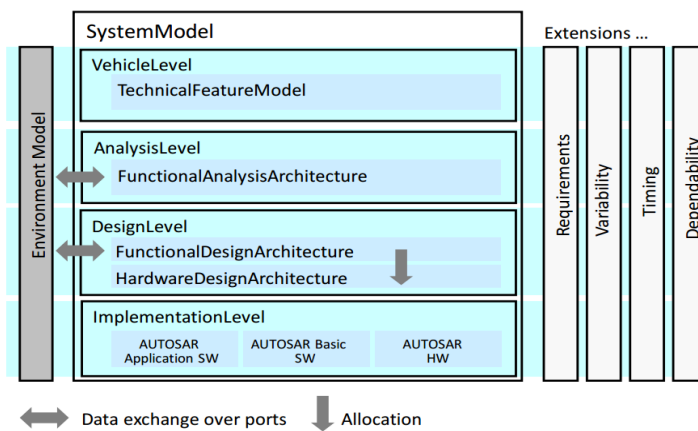 SystemModel
Extensions ...
VehicleLevel
TechnicalFeatureModel
AnalysisLevel
FunctionalAnalysisArchitecture
DesignLevel
FunctionalDesignArchitecture
HardwareDesignArchitecture
ImplementationLevel
AUTOSAR
Application SW
AUTOSAR Basic
SW
AUTOSAR
HW
Environment Model
Requirements
Variability
Timing
Dependability
Data exchange over ports
Allocation